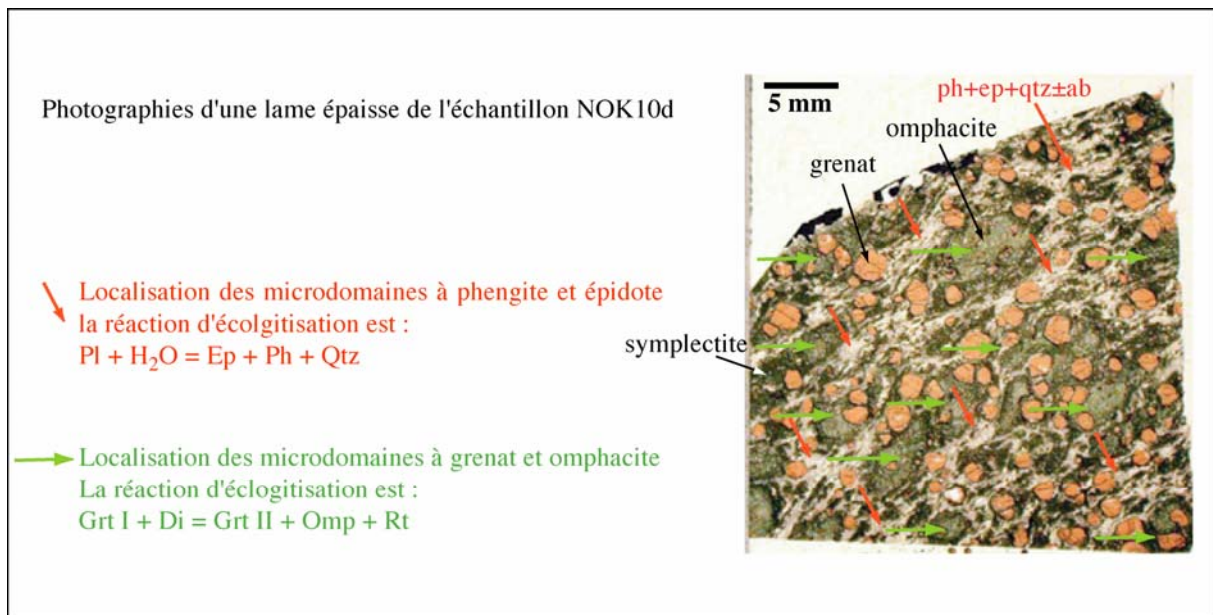 Photographies d'une lame épaisse de l'échantillon NOK10d
5 mm
ph+ep+qtz±ab
omphacite
grenat
symplectite
Localisation des microdomaines à phengite et épidote
la réaction d'écolgitisation est :
Pl + H₂O = Ep + Ph + Qtz
Localisation des microdomaines à grenat et omphacite
La réaction d'éclogitisation est :
Grt I + Di = Grt II + Omp + Rt